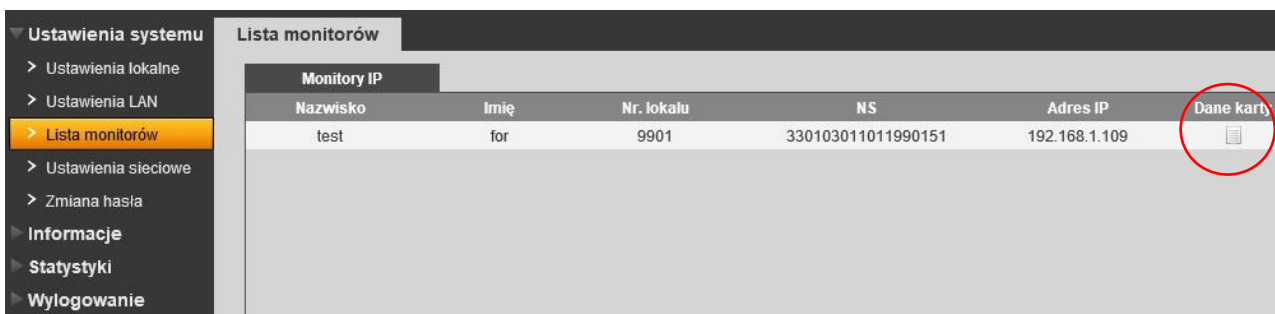 Ustawienia systemu
Ustawienia lokalne
Ustawienia LAN
Lista monitorów
Ustawienia sieciowe
Zmiana hasła
Informacje
Statystyki
Wylogowanie
Lista monitorów
Monitory IP
Nazwisko Imię Nr. lokalu NS Adres IP Dane karty
test for 9901 330103011011990151 192.168.1.109